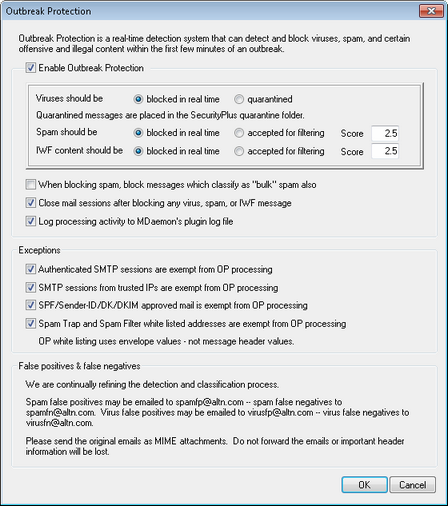 Outbreak Protection
Outbreak Protection is a real-time detection system that can detect and block viruses, spam, and certain
offensive and illegal content within the first few minutes of an outbreak.
Enable Outbreak Protection
Viruses should be blocked in real time quarantined
Quarantined messages are placed in the SecurityPlus quarantine folder.
Spam should be blocked in real time accepted for filtering Score 2.5
IWF content should be blocked in real time accepted for filtering Score 2.5
When blocking spam, block messages which classify as "bulk" spam also
Close mail sessions after blocking any virus, spam, or IWF message
Log processing activity to MDaemon's plugin log file
Exceptions
Authenticated SMTP sessions are exempt from OP processing
SMTP sessions from trusted IPs are exempt from OP processing
SPF/Sender-ID/DK/DKIM approved mail is exempt from OP processing
Spam Trap and Spam Filter white listed addresses are exempt from OP processing
OP white listing uses envelope values - not message header values.
False positives & false negatives
We are continually refining the detection and classification process.
Spam false positives may be emailed to spamfp@altn.com -- spam false negatives to
spamfn@altn.com. Virus false positives may be emailed to virusfp@altn.com -- virus false negatives to
virusfn@altn.com.
Please send the original emails as MIME attachments. Do not forward the emails or important header
information will be lost.
OK Cancel